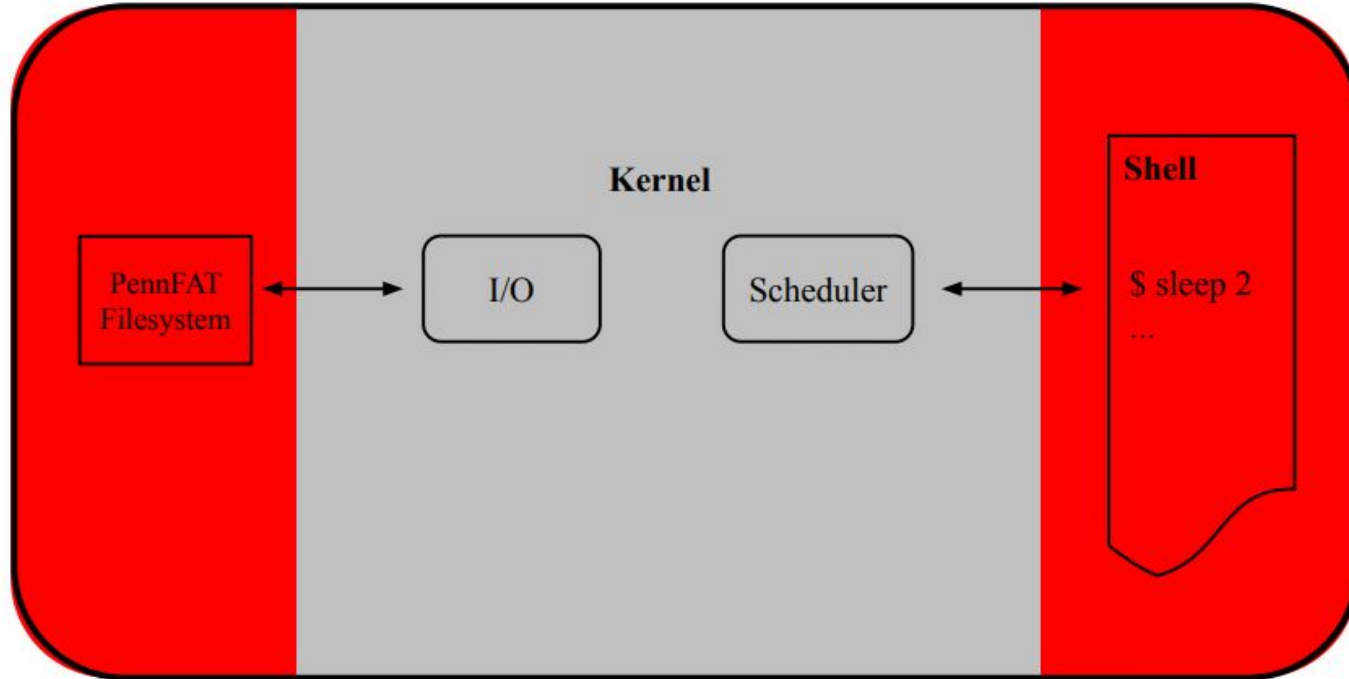 Kernel
PennFAT
Filesystem
I/O
Scheduler
Shell
$ sleep 2
...